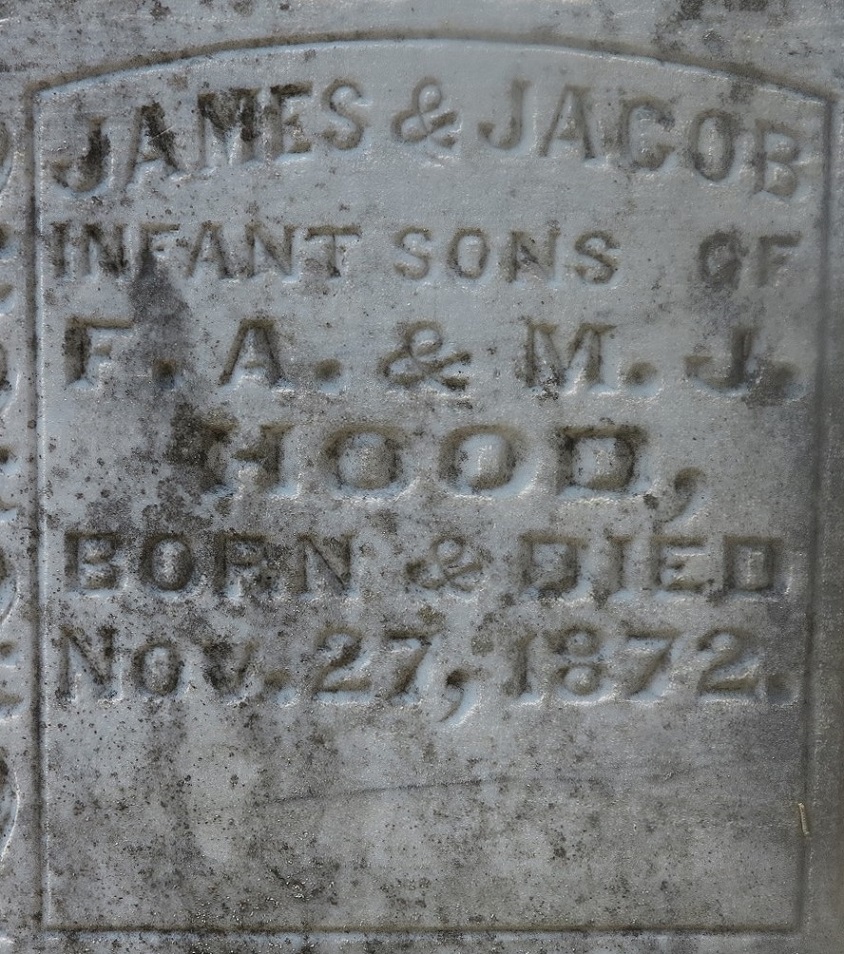 JAMES & JACOB
INFANT SONS OF
F. A. & M. J.
HOOD,
BORN & DIED
NOV. 27, 1872.